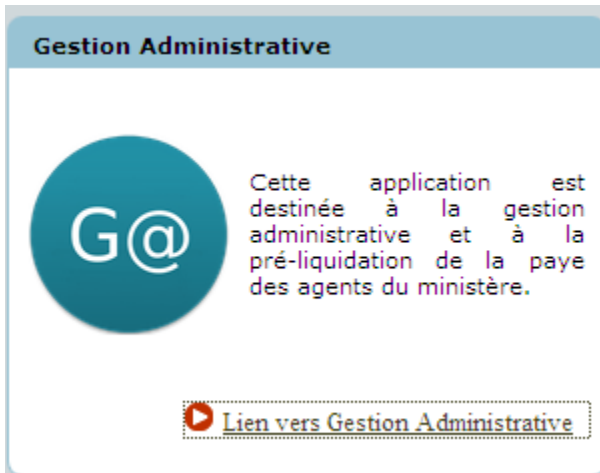 Gestion Administrative
G@
Cette application est
destinée à la gestion
administrative et à la
pré-liquidation de la paye
des agents du ministère.
Lien vers Gestion Administrative